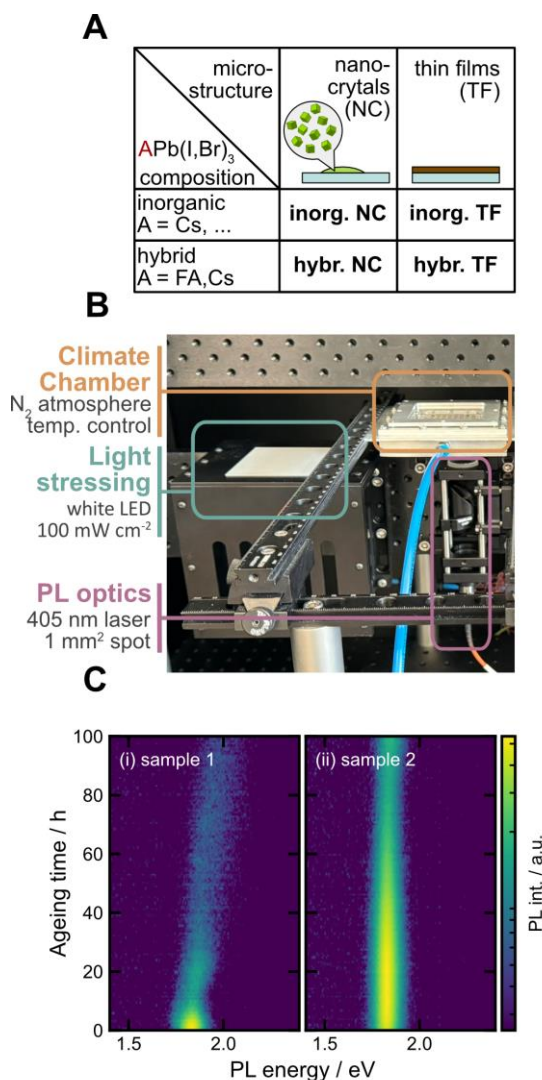 A
micro-
structure
nano-
crytals
(NC)
thin films
(TF)
APb(I,Br)₃
composition
inorganic
A = Cs, ...
inorg. NC
inorg. TF
hybrid
A = FA,Cs
hybr. NC
hybr. TF
B
Climate
Chamber
N₂ atmosphere
temp. control
Light
stressing
white LED
100 mW cm⁻²
PL optics
405 nm laser
1 mm² spot
C
(i) sample 1
(ii) sample 2
100
80
60
40
20
0
Ageing time / h
1.5
2.0
1.5
2.0
PL energy / eV
PL int. / a.u.